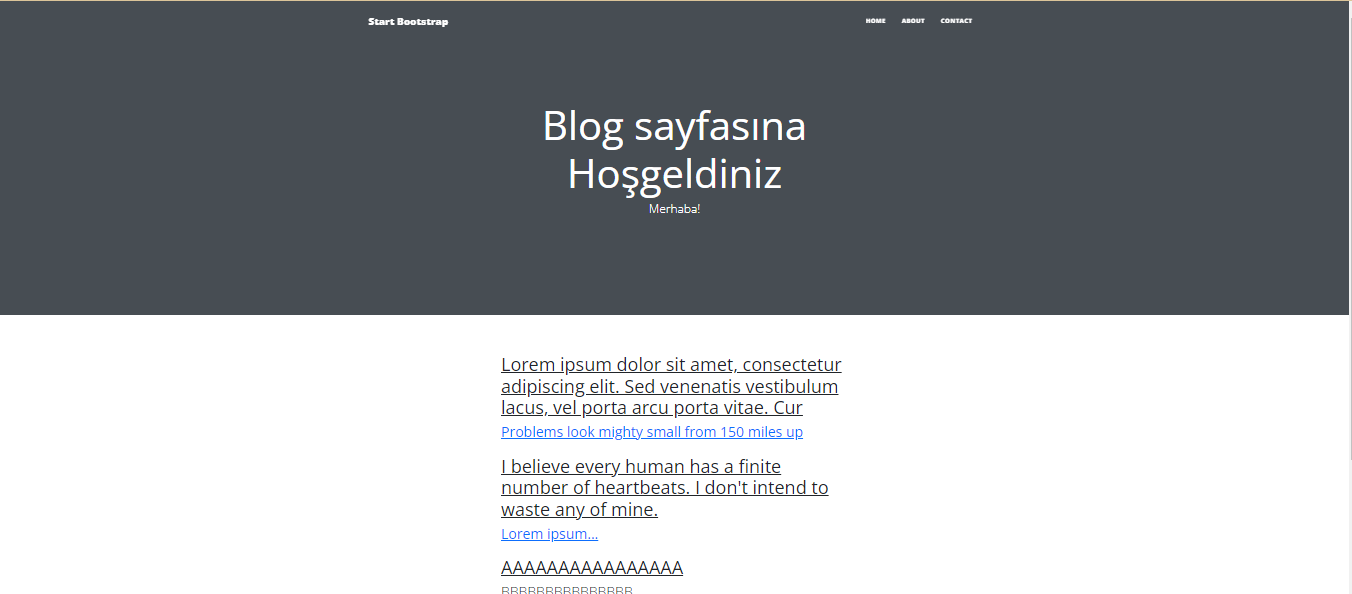 Start Bootstrap
HOME ABOUT CONTACT
Blog sayfasına
Hoşgeldiniz
Merhaba!
Lorem ipsum dolor sit amet, consectetur
adipiscing elit. Sed venenatis vestibulum
lacus, vel porta arcu porta vitae. Cur
Problems look mighty small from 150 miles up
I believe every human has a finite
number of heartbeats. I don't intend to
waste any of mine.
Lorem ipsum...
AAAAAAAAAAAAAAAA